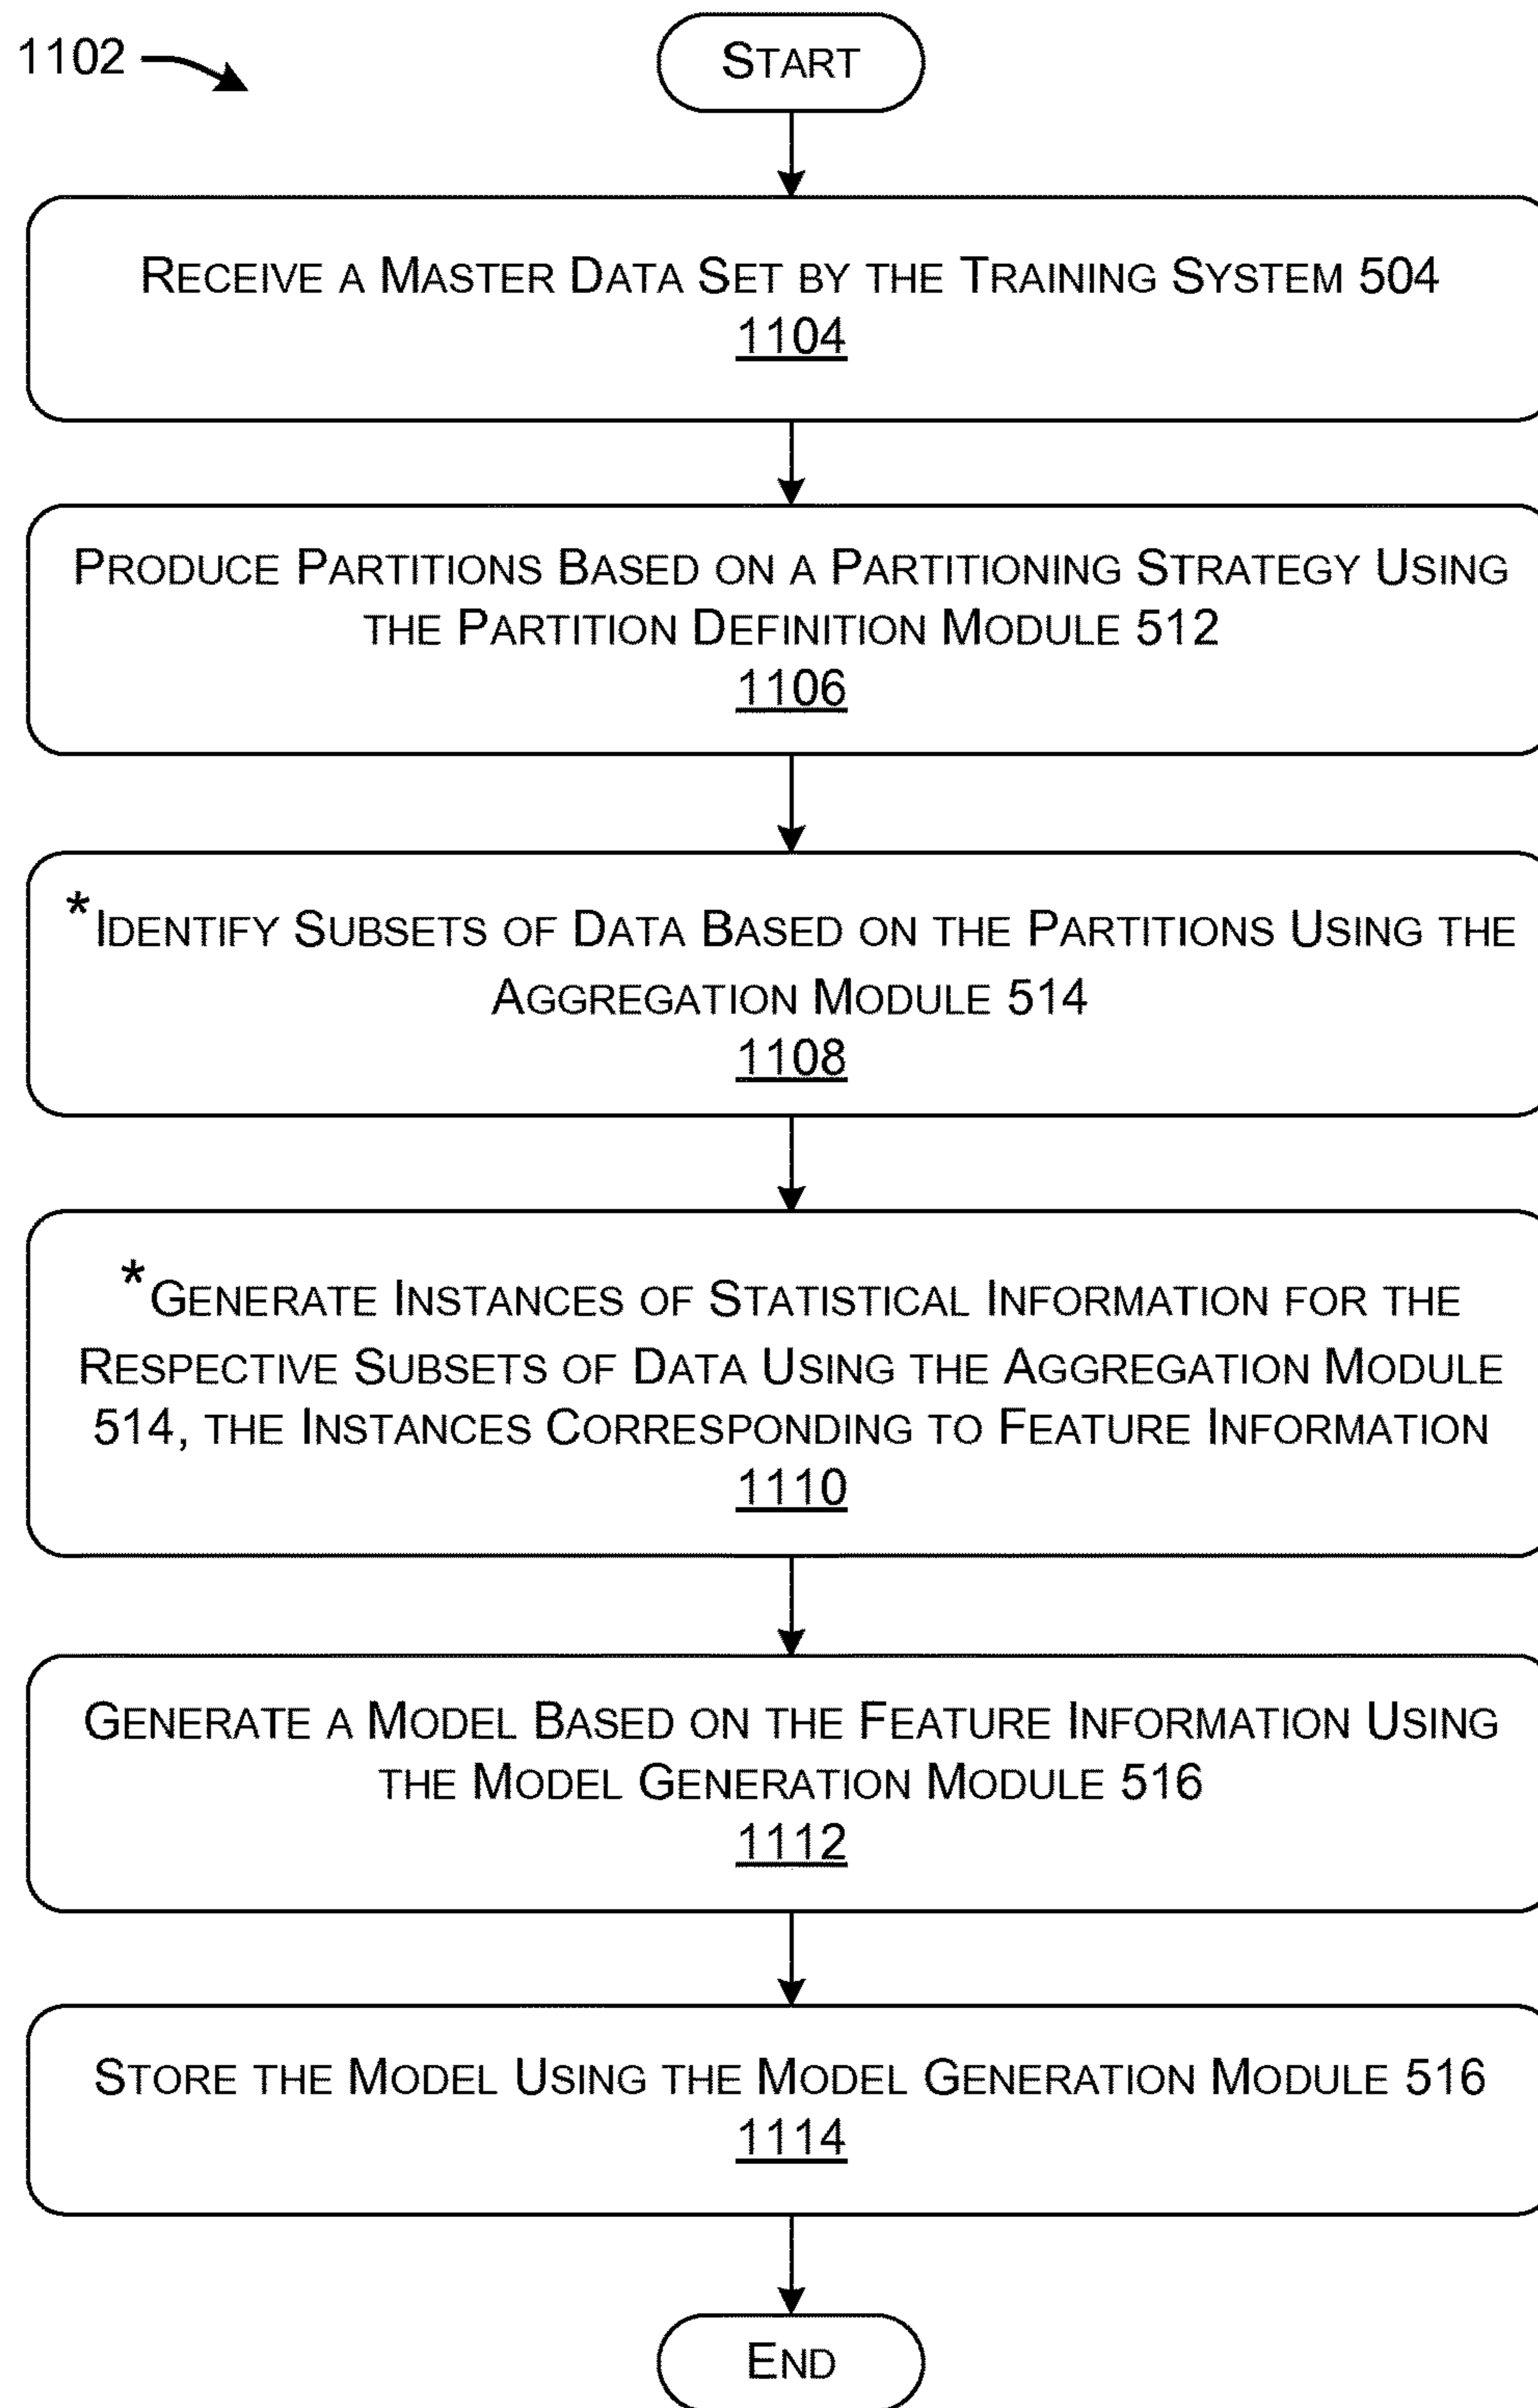 1102
START
RECEIVE A MASTER DATA SET BY THE TRAINING SYSTEM 504
1104
PRODUCE PARTITIONS BASED ON A PARTITIONING STRATEGY USING
THE PARTITION DEFINITION MODULE 512
1106
*IDENTIFY SUBSETS OF DATA BASED ON THE PARTITIONS USING THE
AGGREGATION MODULE 514
1108
*GENERATE INSTANCES OF STATISTICAL INFORMATION FOR THE
RESPECTIVE SUBSETS OF DATA USING THE AGGREGATION MODULE
514, THE INSTANCES CORRESPONDING TO FEATURE INFORMATION
1110
GENERATE A MODEL BASED ON THE FEATURE INFORMATION USING
THE MODEL GENERATION MODULE 516
1112
STORE THE MODEL USING THE MODEL GENERATION MODULE 516
1114
END